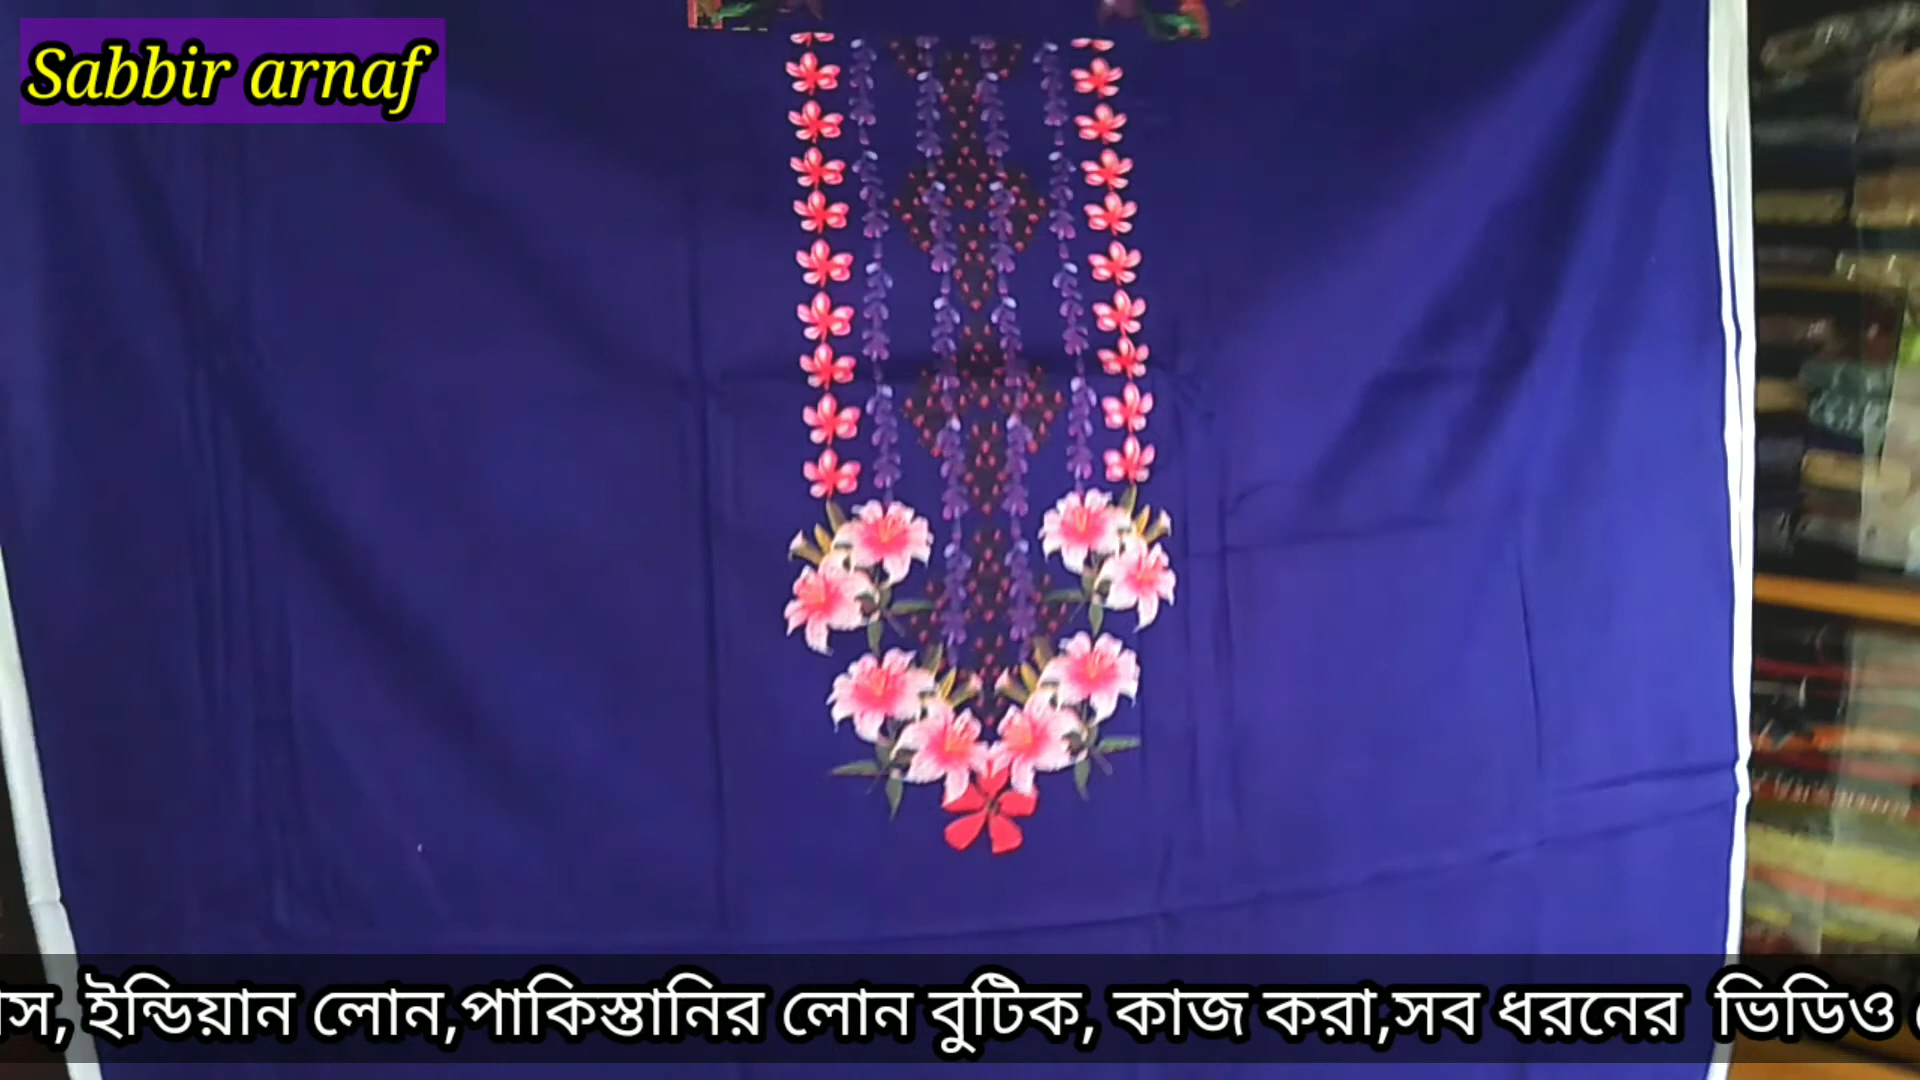 Sabbir arnaf
ইন্ডিয়ান লোন,পাকিস্তানির লোন বুটিক, কাজ করা,সব ধরনের ভিডিও